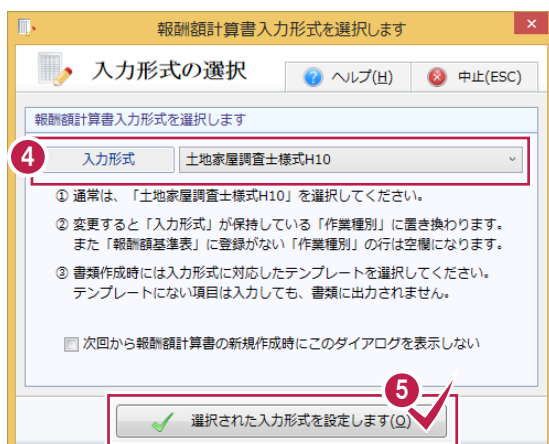 報酬額計算書入力形式を選択します
×
入力形式の選択
ヘルプ(H)
中止(ESC)
報酬額計算書入力形式を選択します
4
入力形式
土地家屋調査士様式H10
① 通常は、「土地家屋調査士様式H10」を選択してください。
② 変更すると「入力形式」が保持している「作業種別」に置き換わります。
また「報酬額基準表」に登録がない「作業種別」の行は空欄になります。
③ 書類作成時には入力形式に対応したテンプレートを選択してください。
テンプレートにない項目は入力しても、書類に出力されません。
次回から報酬額計算書の新規作成時にこのダイアログを表示しない
5
選択された入力形式を設定します(O)